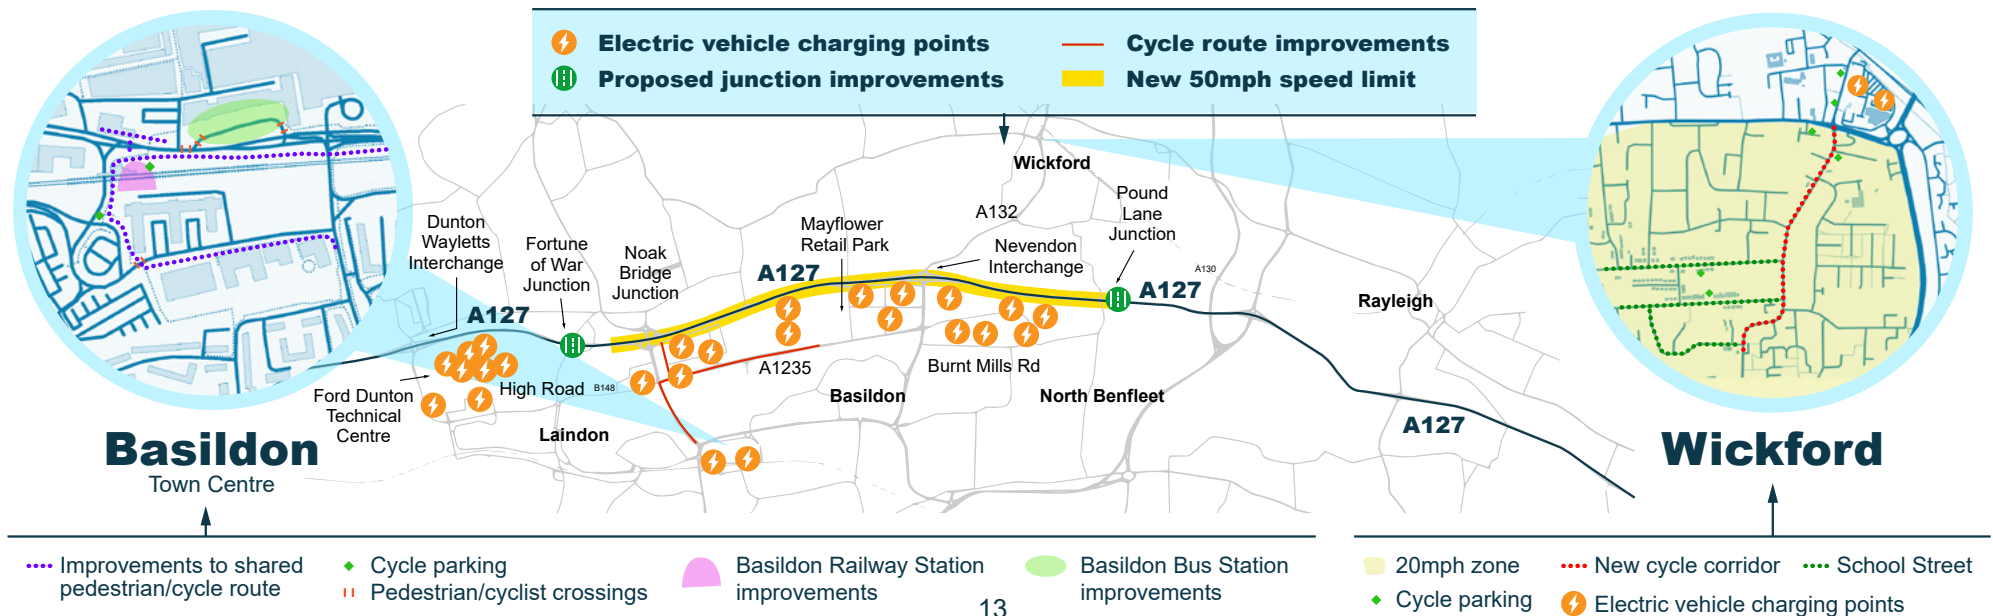 Electric vehicle charging points
Proposed junction improvements
Cycle route improvements
New 50mph speed limit
Wickford
Pound
Lane
Junction
A132
Mayflower
Retail Park
Nevendon
Interchange
Dunton
Wayletts
Interchange
Fortune
of War
Junction
Noak
Bridge
Junction
A127
A127
A127
A130
Rayleigh
A1235
Burnt Mills Rd
High Road
B148
Ford Dunton
Technical
Centre
Basildon
North Benfleet
Laindon
A127
Basildon
Town Centre
Wickford
Improvements to shared
pedestrian/cycle route
Cycle parking
Pedestrian/cyclist crossings
Basildon Railway Station
improvements
Basildon Bus Station
improvements
20mph zone
New cycle corridor
School Street
Cycle parking
Electric vehicle charging points
13